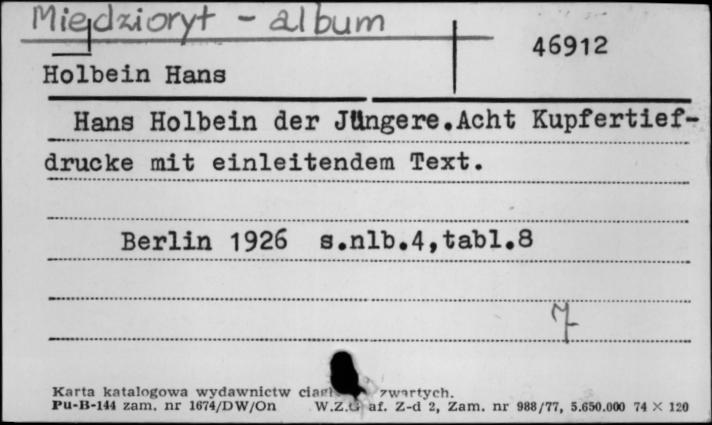 Miedzioryt - album
46912
Holbein Hans
Hans Holbein der Jüngere.Acht Kupfertief-
drucke mit einleitendem Text.
Berlin 1926 s.nlb.4,tabl.8
Karta katalogowa wydawnictw zwartych.
Pu-B-144 zam. nr 1674/DW/On W.Z.G af. Z-d 2, Zam. nr 988/77, 5.650.000 74 × 120